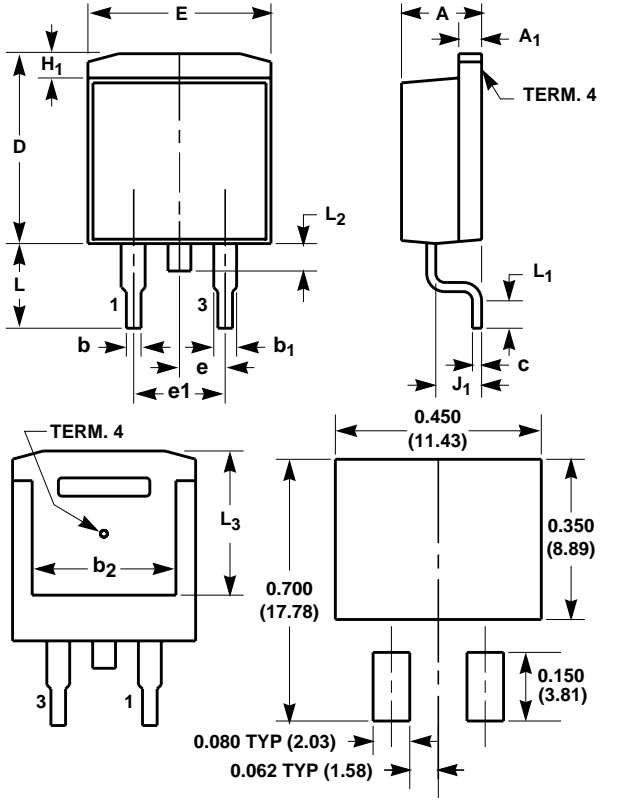 E
A
A1
H1
TERM. 4
D
L2
L
L1
1
3
b
b1
e
e1
c
J1
TERM. 4
0.450
(11.43)
L3
b2
0.350
(8.89)
0.700
(17.78)
3
1
0.150
(3.81)
0.080 TYP (2.03)
0.062 TYP (1.58)